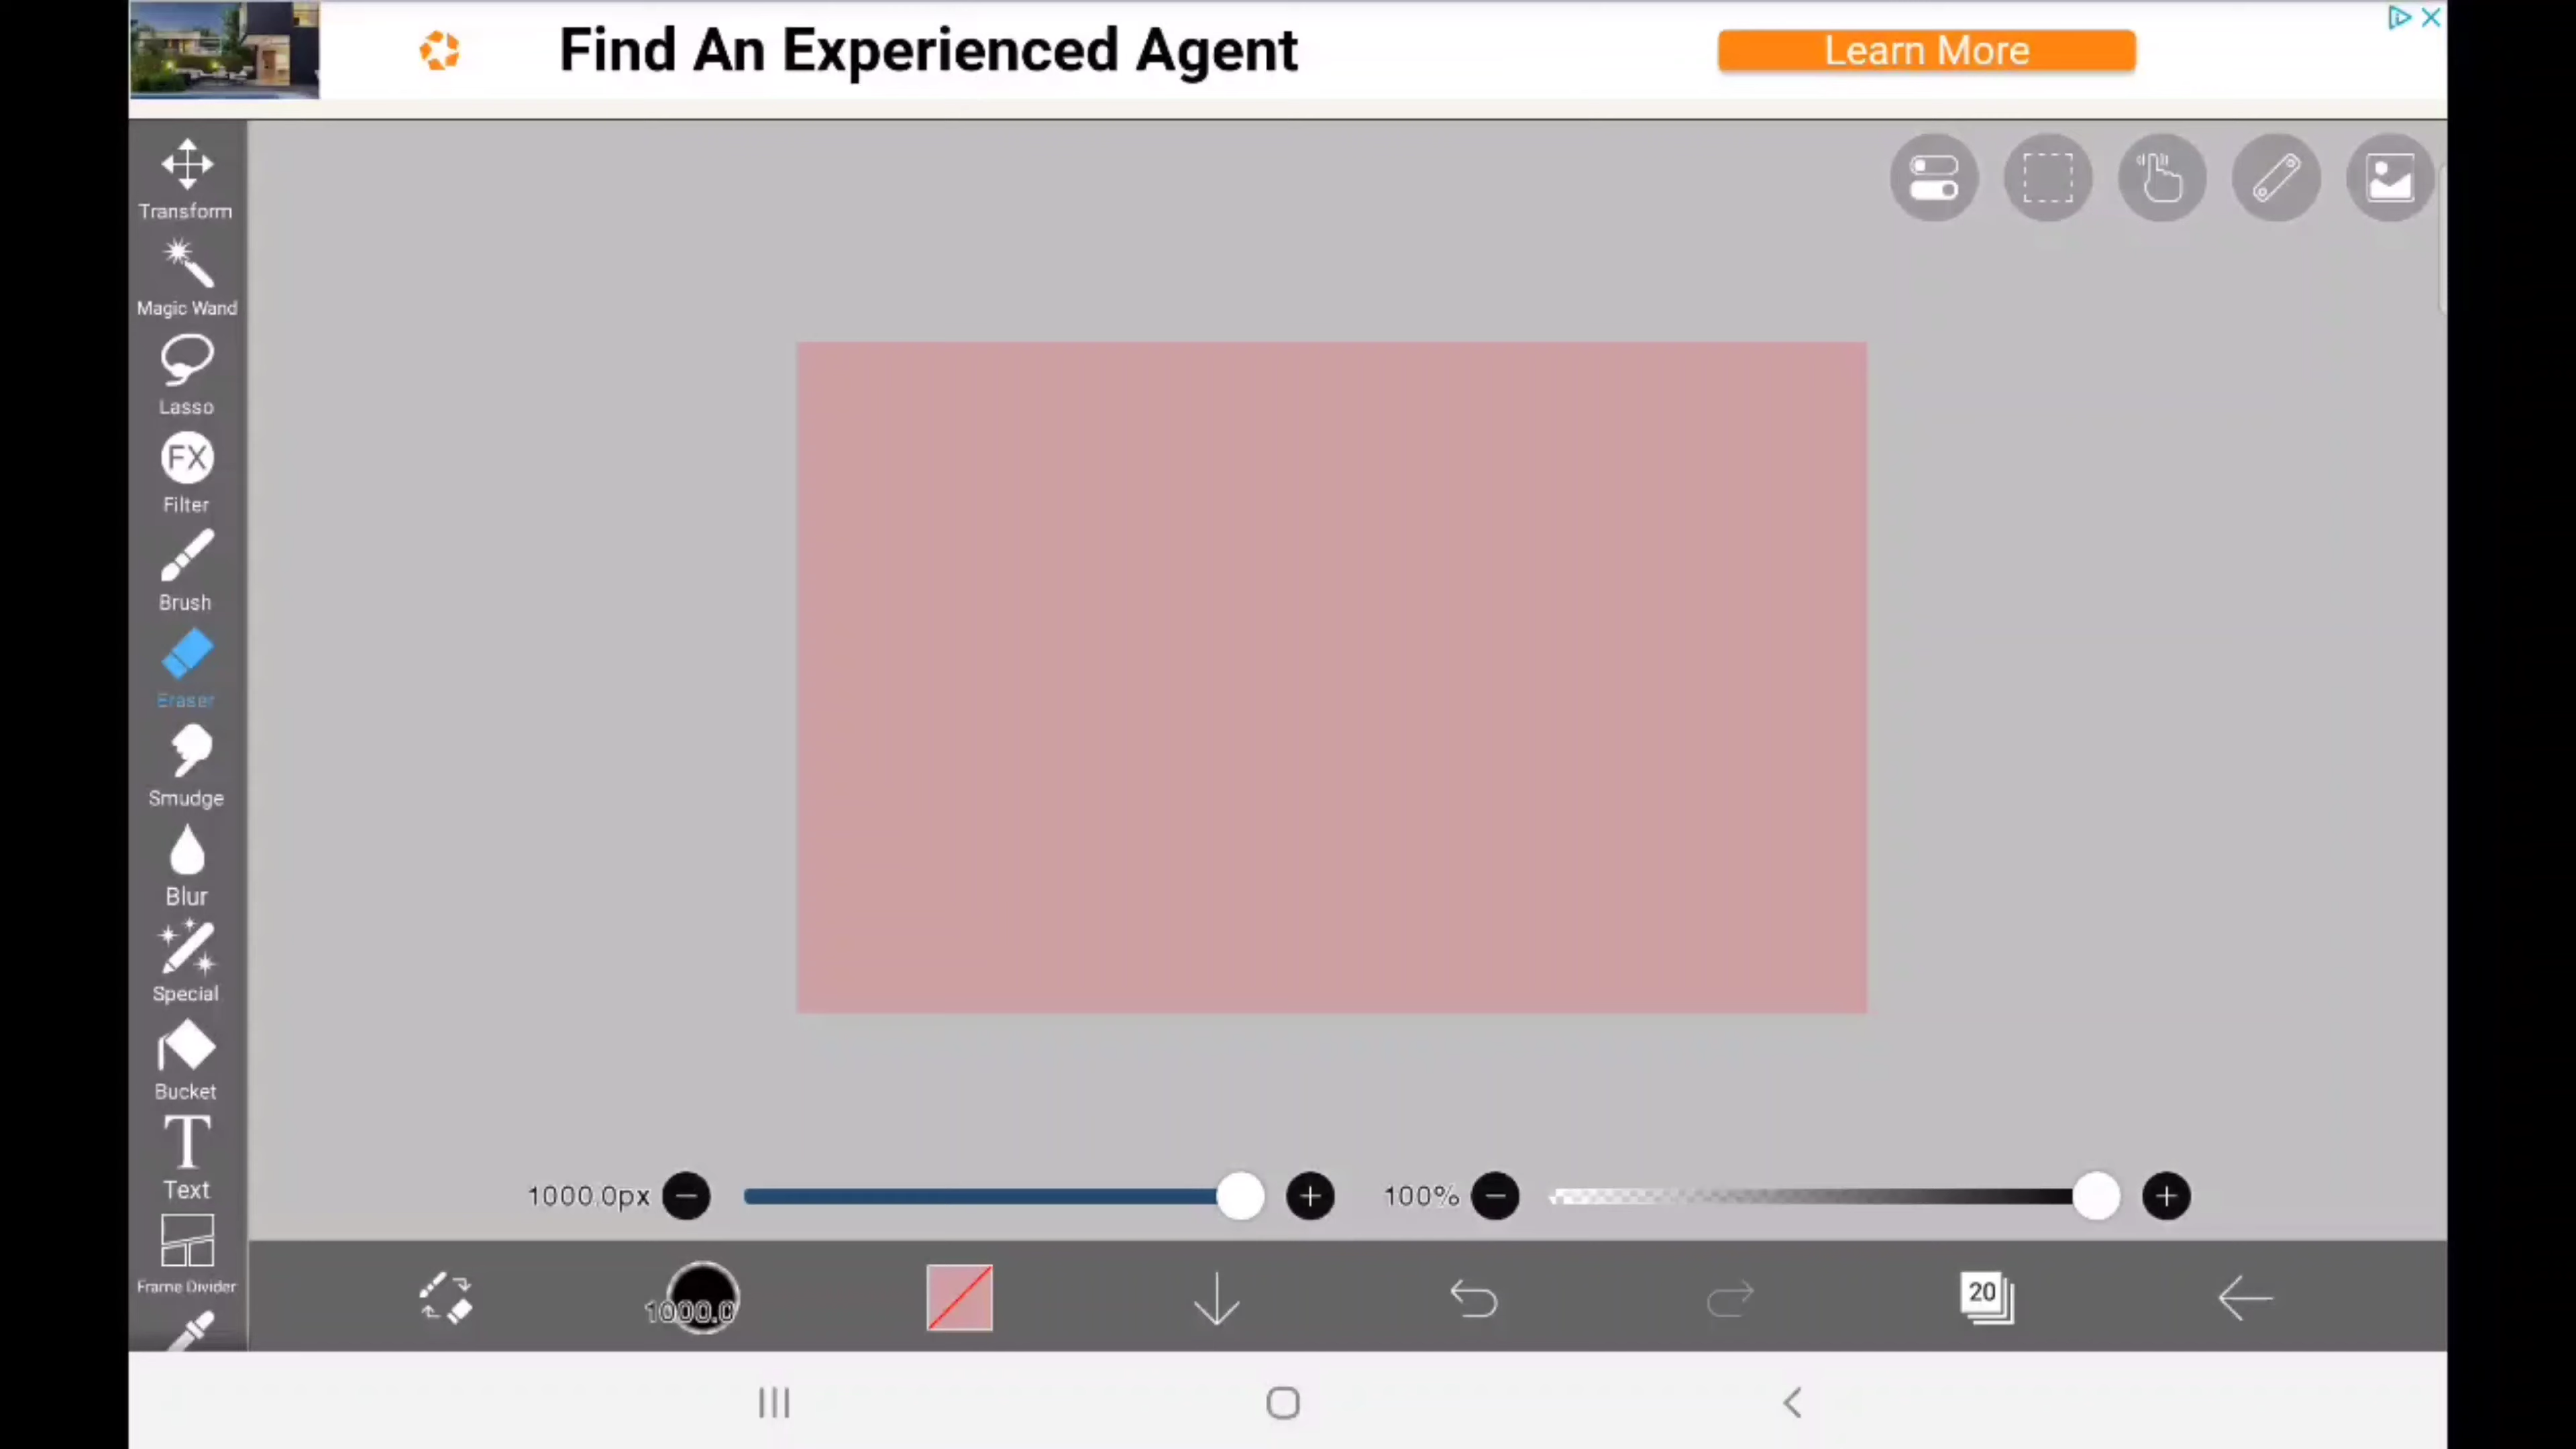 Find An Experienced Agent
Learn More
Transform
Magic Wand
Lasso
FX
Filter
Brush
Eraser
Smudge
Blur
Special
Bucket
T
Text
Frame Divider
1000.0px
100%
1000.0
20